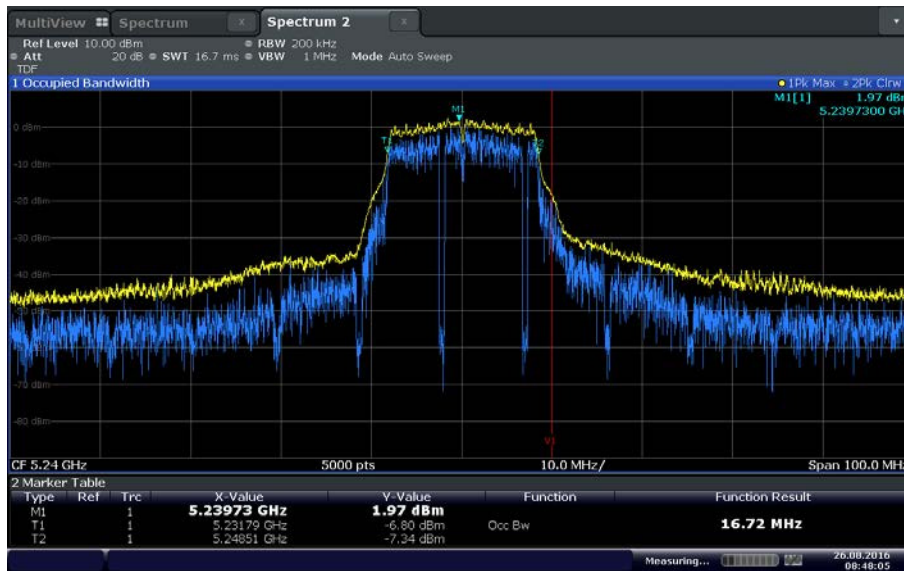 MultiView Spectrum x Spectrum 2 x
Ref Level 10.00 dBm RBW 200 kHz
Att 20 dB SWT 16.7 ms VBW 1 MHz Mode Auto Sweep
TDF
1 Occupied Bandwidth 1Pk Max 2Pk Clrw
M1[1] 1.97 dBm
5.2397300 GH
M1
0 dBm
T1
T2
-10 dBm
-20 dBm
-30 dBm
-40 dBm
-70 dBm
-80 dBm
V1
CF 5.24 GHz 5000 pts 10.0 MHz/ Span 100.0 MHz
2 Marker Table
Type Ref Trc X-Value Y-Value Function Function Result
M1 1 5.23973 GHz 1.97 dBm
T1 1 5.23179 GHz -6.80 dBm Occ Bw 16.72 MHz
T2 1 5.24851 GHz -7.34 dBm
Measuring... 26.08.2016
08:48:05